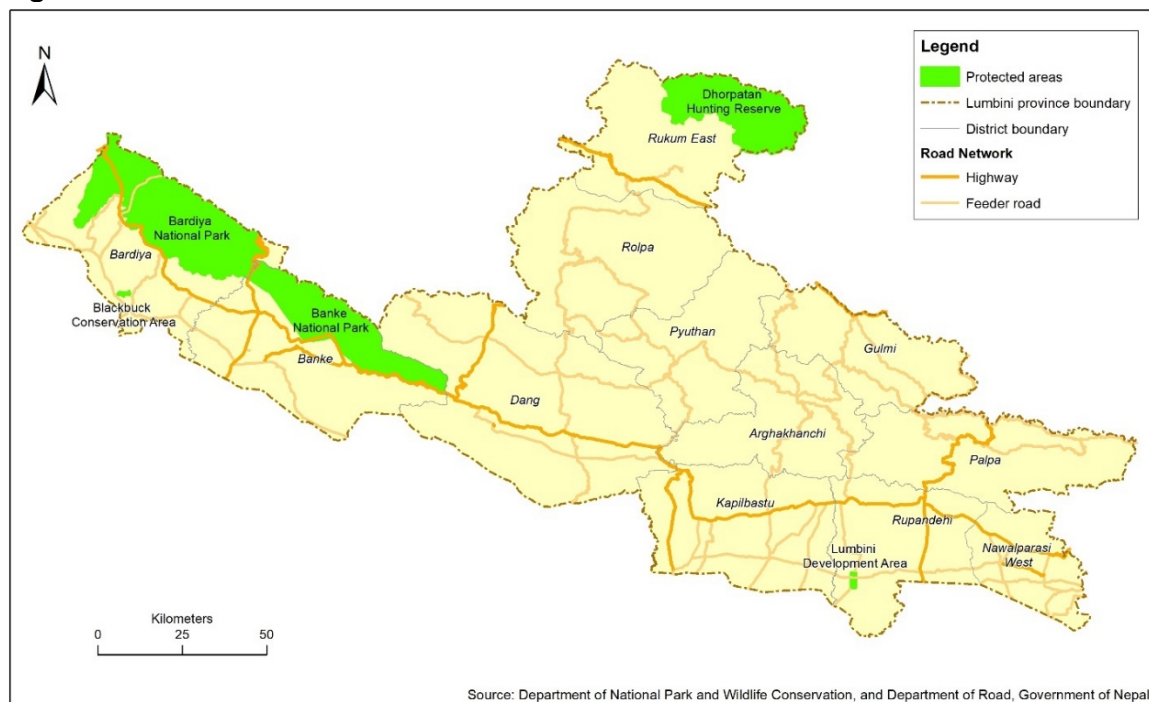 N
Legend
Protected areas
Lumbini province boundary
District boundary
Road Network
Highway
Feeder road
Dhorpatan
Hunting Reserve
Rukum East
Bardiya
National Park
Bardiya
Rolpa
Blackbuck
Conservation Area
Banke
National Park
Banke
Pyuthan
Gulmi
Dang
Arghakhanchi
Palpa
Kapilbastu
Rupandehi
Lumbini
Development Area
Nawalparasi
West
Kilometers
0 25 50
Source: Department of National Park and Wildlife Conservation, and Department of Road, Government of Nepal